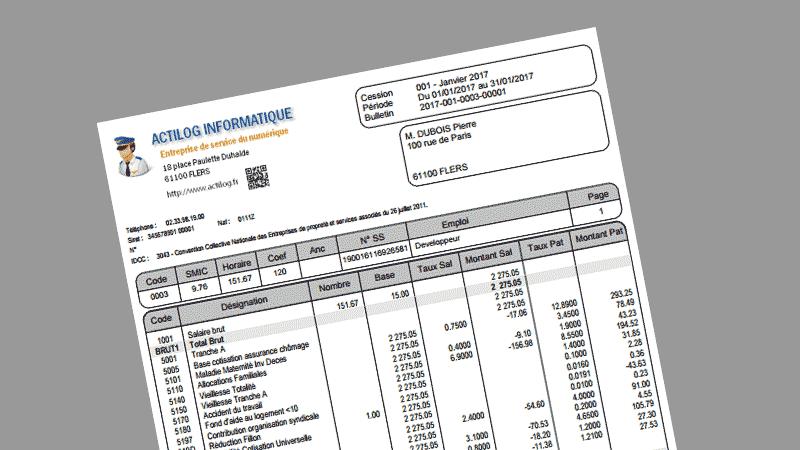 Cession 001 - Janvier 2017
Période Du 01/01/2017 au 31/01/2017
Bulletin 2017-001-0003-00001
ACTILOG INFORMATIQUE
Entreprise de service du numérique
18 place Paulette Duhalde
61100 FLERS
http://www.actilog.fr
M. DUBOIS Pierre
100 rue de Paris
61100 FLERS
Téléphone : 02.33.98.19.00
Siret : 34567890100001 Naf : 0111Z
N°
IDCC : 3043 - Convention Collective Nationale des Entreprises de propreté et services associés du 26 juillet 2011.
Code SMIC Horaire Coef Anc N° SS Emploi Page
0003 9.76 151.67 120 190016116926581 Developpeur 1
Code Désignation Nombre Base Taux Sal Montant Sal Taux Pat Montant Pat
1001 Salaire brut 151.67 15.00 2 275.05
BRUT1 Total Brut 2 275.05
5001 Tranche A 2 275.05
5005 Base cotisation assurance chômage 2 275.05
5101 Maladie Maternité Inv Deces 2 275.05 0.7500 -17.06 12.8900 293.25
5110 Allocations Familiales 2 275.05 3.4500 78.49
5140 Vieillesse Totalité 2 275.05 0.4000 -9.10 1.9000 43.23
5150 Vieillesse Tranche A 2 275.05 6.9000 -156.98 8.5500 194.52
5170 Accident du travail 2 275.05 1.4000 31.85
5180 Fond d'aide au logement <10 2 275.05 0.1000 2.28
5197 Contribution organisation syndicale 2 275.05 0.0160 0.36
Réduction Fillon 1.00 2 275.05 0.0191 -43.63
Cotisation Universelle 2 275.05 0.0100 0.23
2 275.05 2.4000 -54.60 4.0000 91.00
0.2000 4.55
3.1000 -70.53 4.6500 105.79
0.8000 -18.20 1.2000 27.30
-11.38 1.2100 27.53